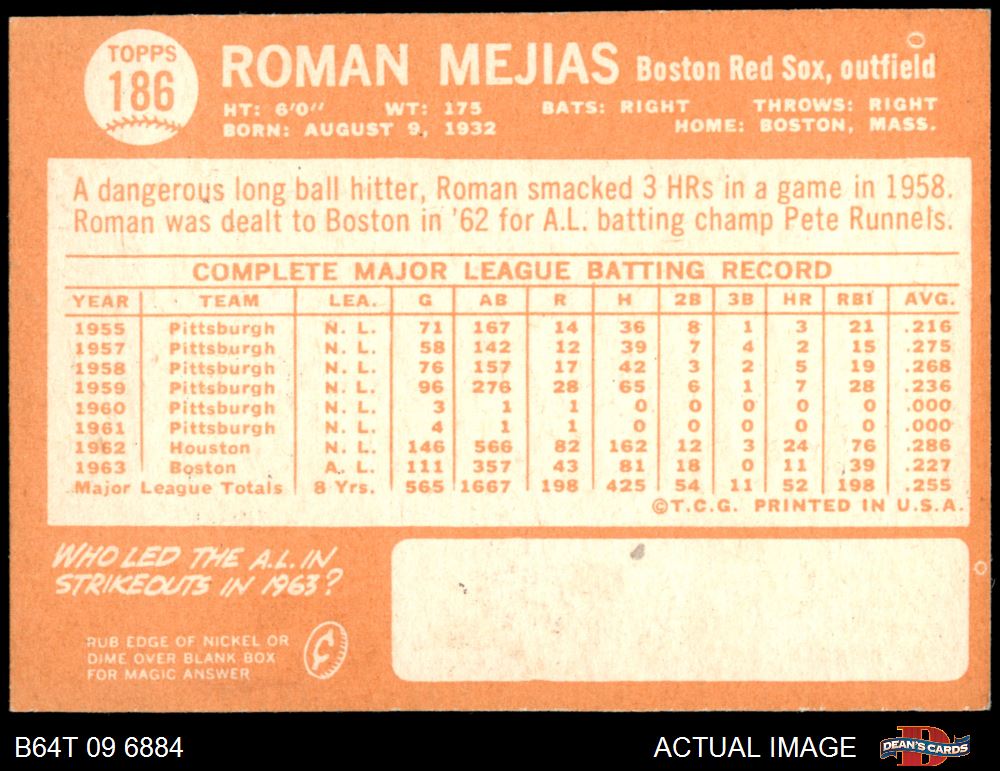 TOPPS
186
ROMAN MEJIAS Boston Red Sox, outfield
HT: 6'0" WT: 175 BATS: RIGHT THROWS: RIGHT
BORN: AUGUST 9, 1932 HOME: BOSTON, MASS.
A dangerous long ball hitter, Roman smacked 3 HRs in a game in 1958.
Roman was dealt to Boston in '62 for A.L. batting champ Pete Runnels.
COMPLETE MAJOR LEAGUE BATTING RECORD
YEAR TEAM LEA. G AB R H 2B 3B HR RBI AVG.
1955 Pittsburgh N. L. 71 167 14 36 8 1 3 21 .216
1957 Pittsburgh N. L. 58 142 12 39 7 4 2 15 .275
1958 Pittsburgh N. L. 76 157 17 42 3 2 5 19 .268
1959 Pittsburgh N. L. 96 276 28 65 6 1 7 28 .236
1960 Pittsburgh N. L. 3 1 1 0 0 0 0 0 .000
1961 Pittsburgh N. L. 4 1 1 0 0 0 0 0 .000
1962 Houston N. L. 146 566 82 162 12 3 24 76 .286
1963 Boston A. L. 111 357 43 81 18 0 11 39 .227
Major League Totals 8 Yrs. 565 1667 198 425 54 11 52 198 .255
©T.C.G. PRINTED IN U.S.A.
WHO LED THE A.L. IN
STRIKEOUTS IN 1963?
RUB EDGE OF NICKEL OR
DIME OVER BLANK BOX
FOR MAGIC ANSWER
¢
B64T 09 6884 ACTUAL IMAGE DEAN'S CARDS